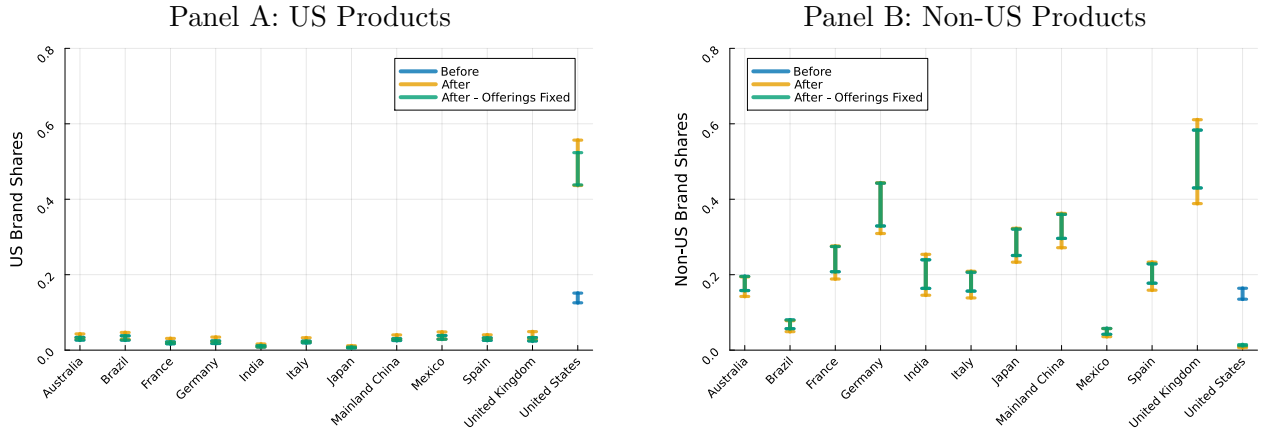 Panel A: US Products
US Brand Shares
0.8
0.6
0.4
0.2
0.0
Before
After
After - Offerings Fixed
Australia
Brazil
France
Germany
India
Italy
Japan
Mainland China
Mexico
Spain
United Kingdom
United States
Panel B: Non-US Products
Non-US Brand Shares
0.8
0.6
0.4
0.2
0.0
Before
After
After - Offerings Fixed
Australia
Brazil
France
Germany
India
Italy
Japan
Mainland China
Mexico
Spain
United Kingdom
United States